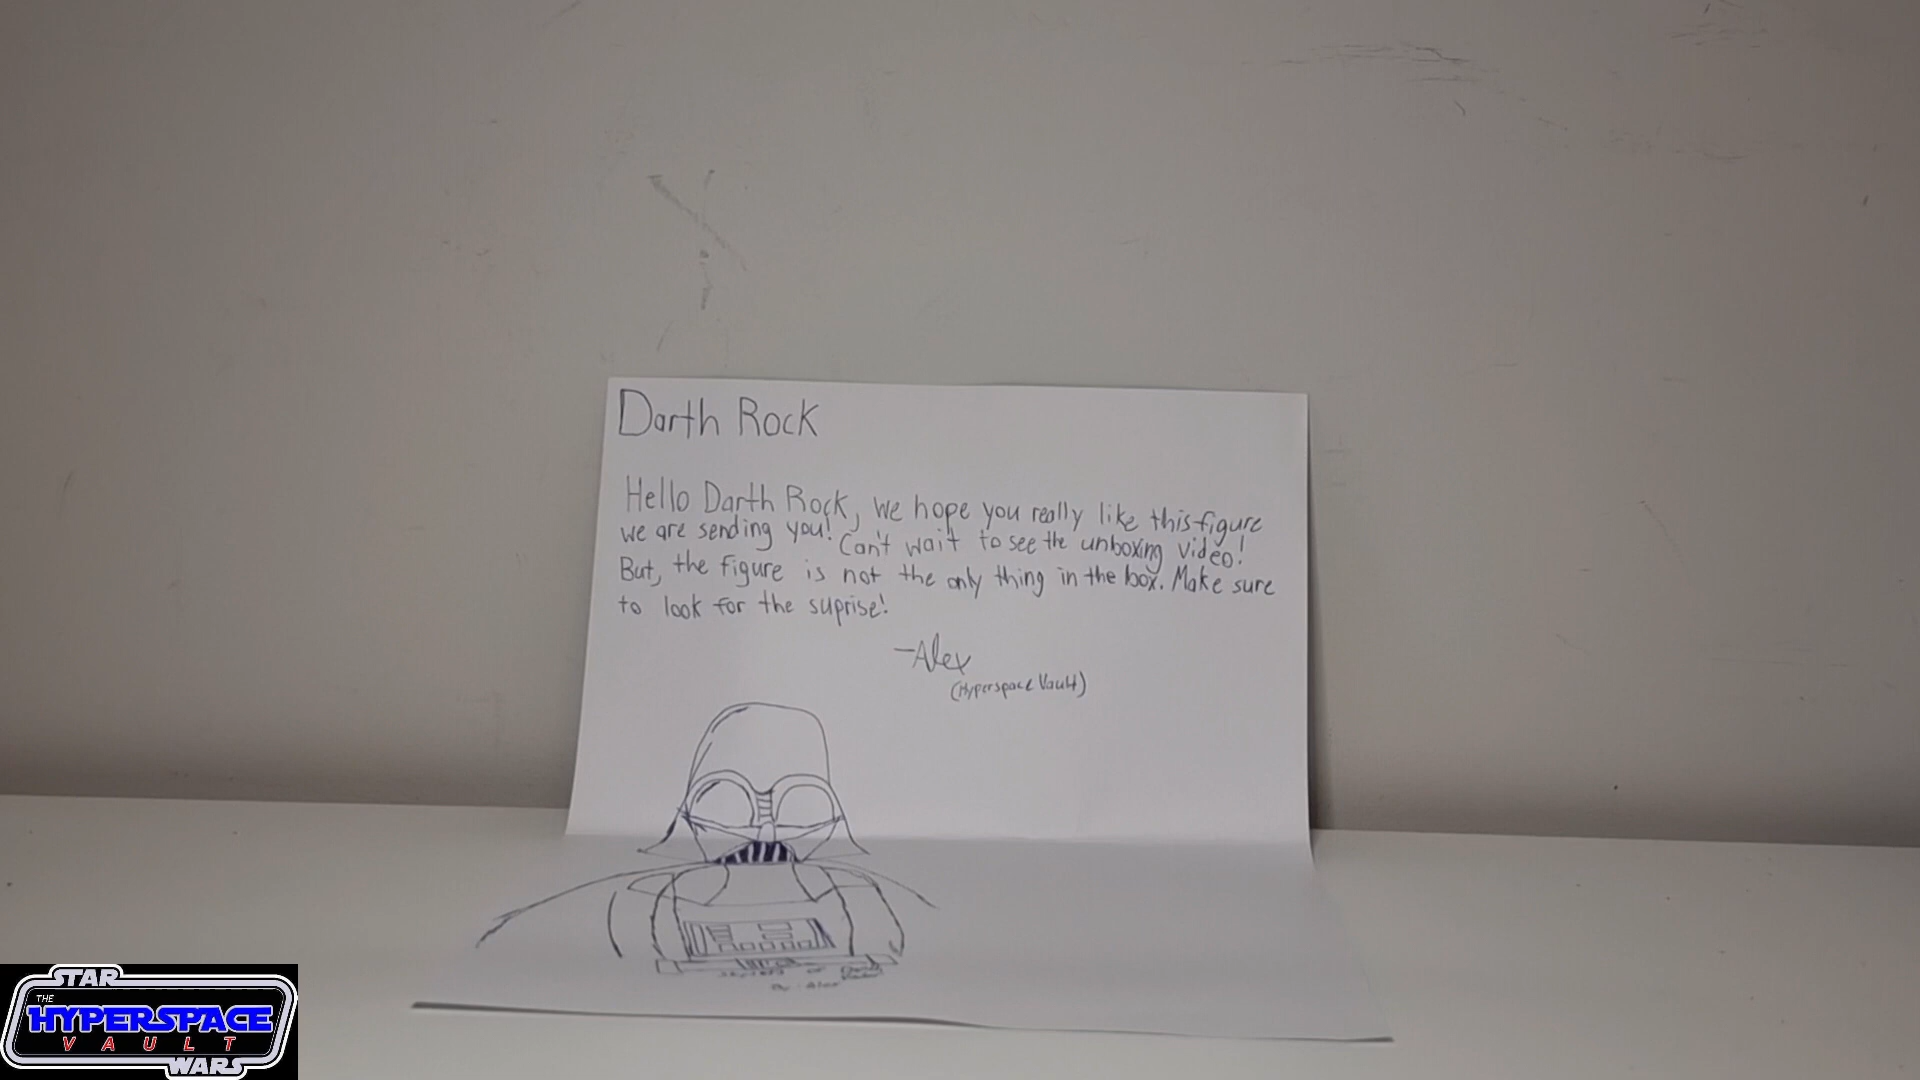 Darth Rock
Hello Darth Rock, we hope you really like this figure
we are sending you! Can't wait to see the unboxing video!
But, the figure is not the only thing in the box. Make sure
to look for the suprise!
-Alex
(Hyperspace Vault)
By: Alex
STAR
THE
HYPERSPACE
VAULT
WARS